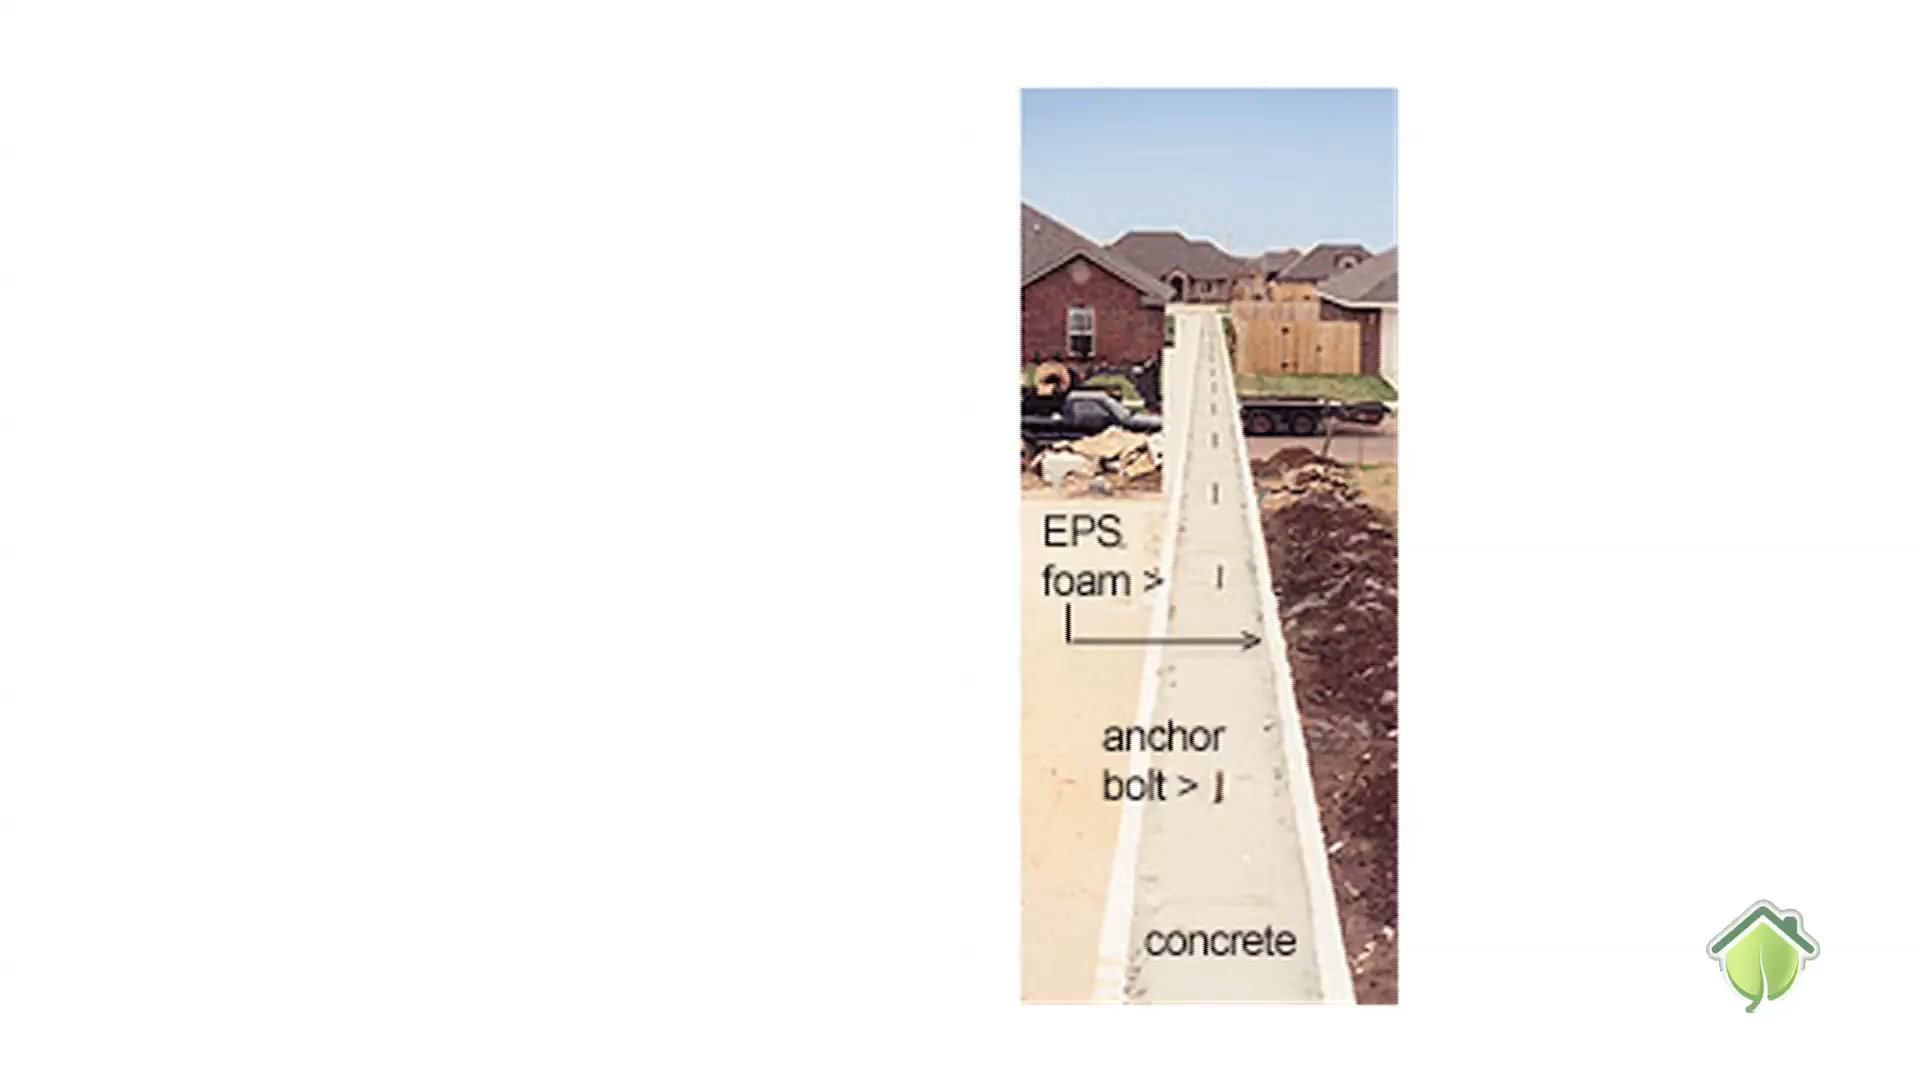 EPS
foam >
anchor
bolt >
concrete